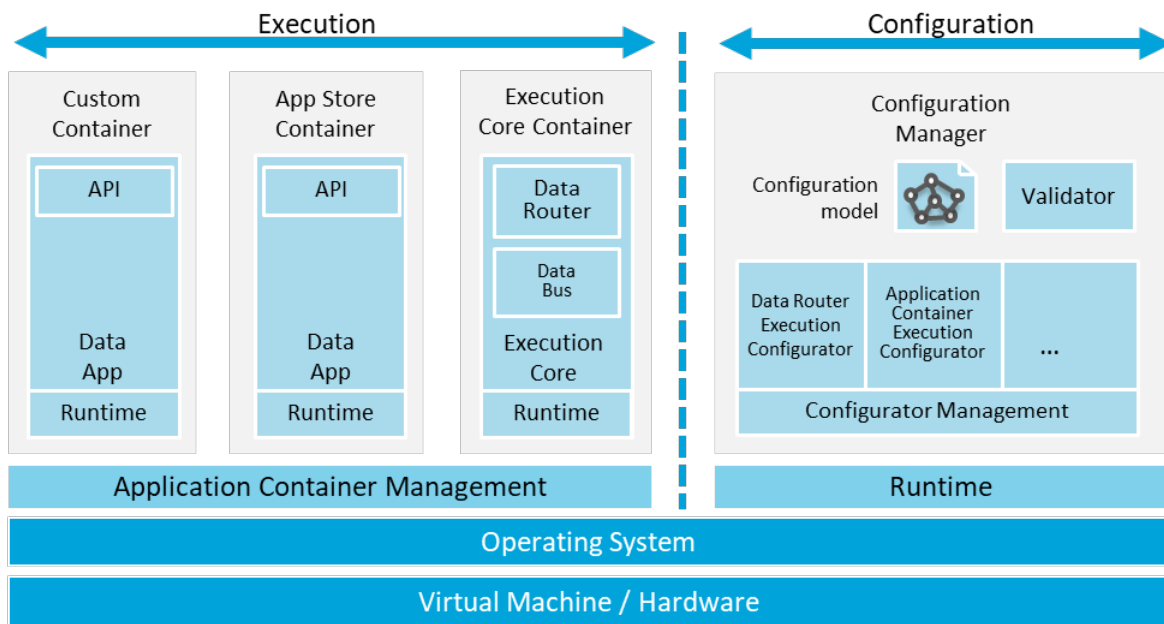 Execution
Configuration
Custom
Container
API
Data
App
Runtime
App Store
Container
API
Data
App
Runtime
Execution
Core Container
Data
Router
Data
Bus
Execution
Core
Runtime
Configuration
Manager
Configuration
model
Validator
Data Router
Execution
Configurator
Application
Container
Execution
Configurator
...
Configurator Management
Application Container Management
Runtime
Operating System
Virtual Machine / Hardware